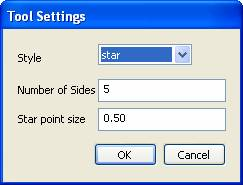 Tool Settings
Style star
Number of Sides 5
Star point size 0.50
OK Cancel